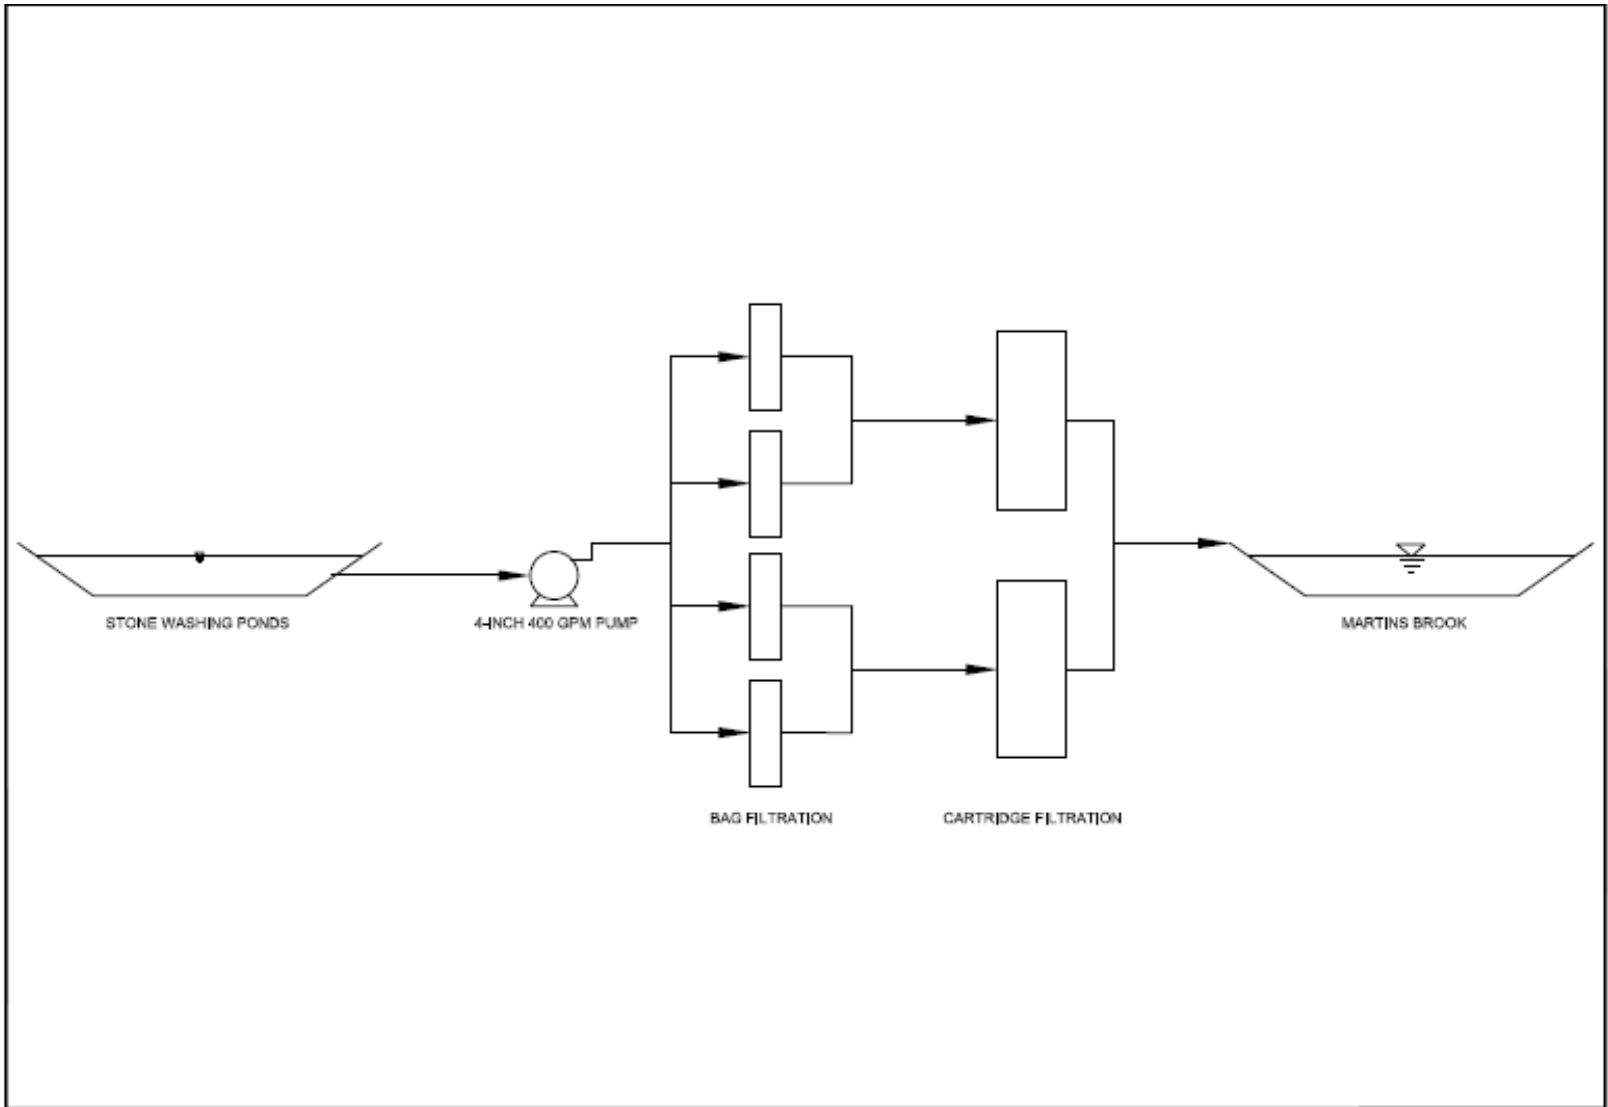 STONE WASHING PONDS
4-INCH 400 GPM PUMP
MARTINS BROOK
BAG FILTRATION
CARTRIDGE FILTRATION